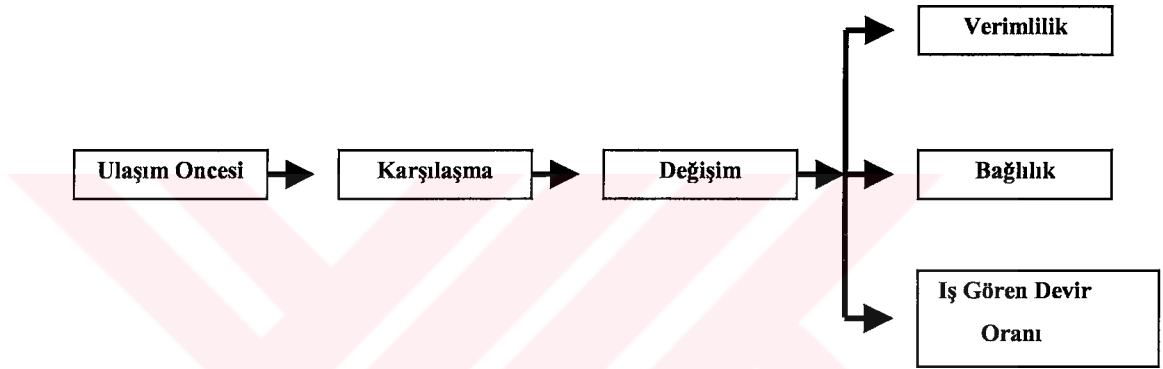 Verimlilik
Ulaşım Oncesi
Karşılaşma
Değişim
Bağlılık
Iş Gören Devir
Oranı